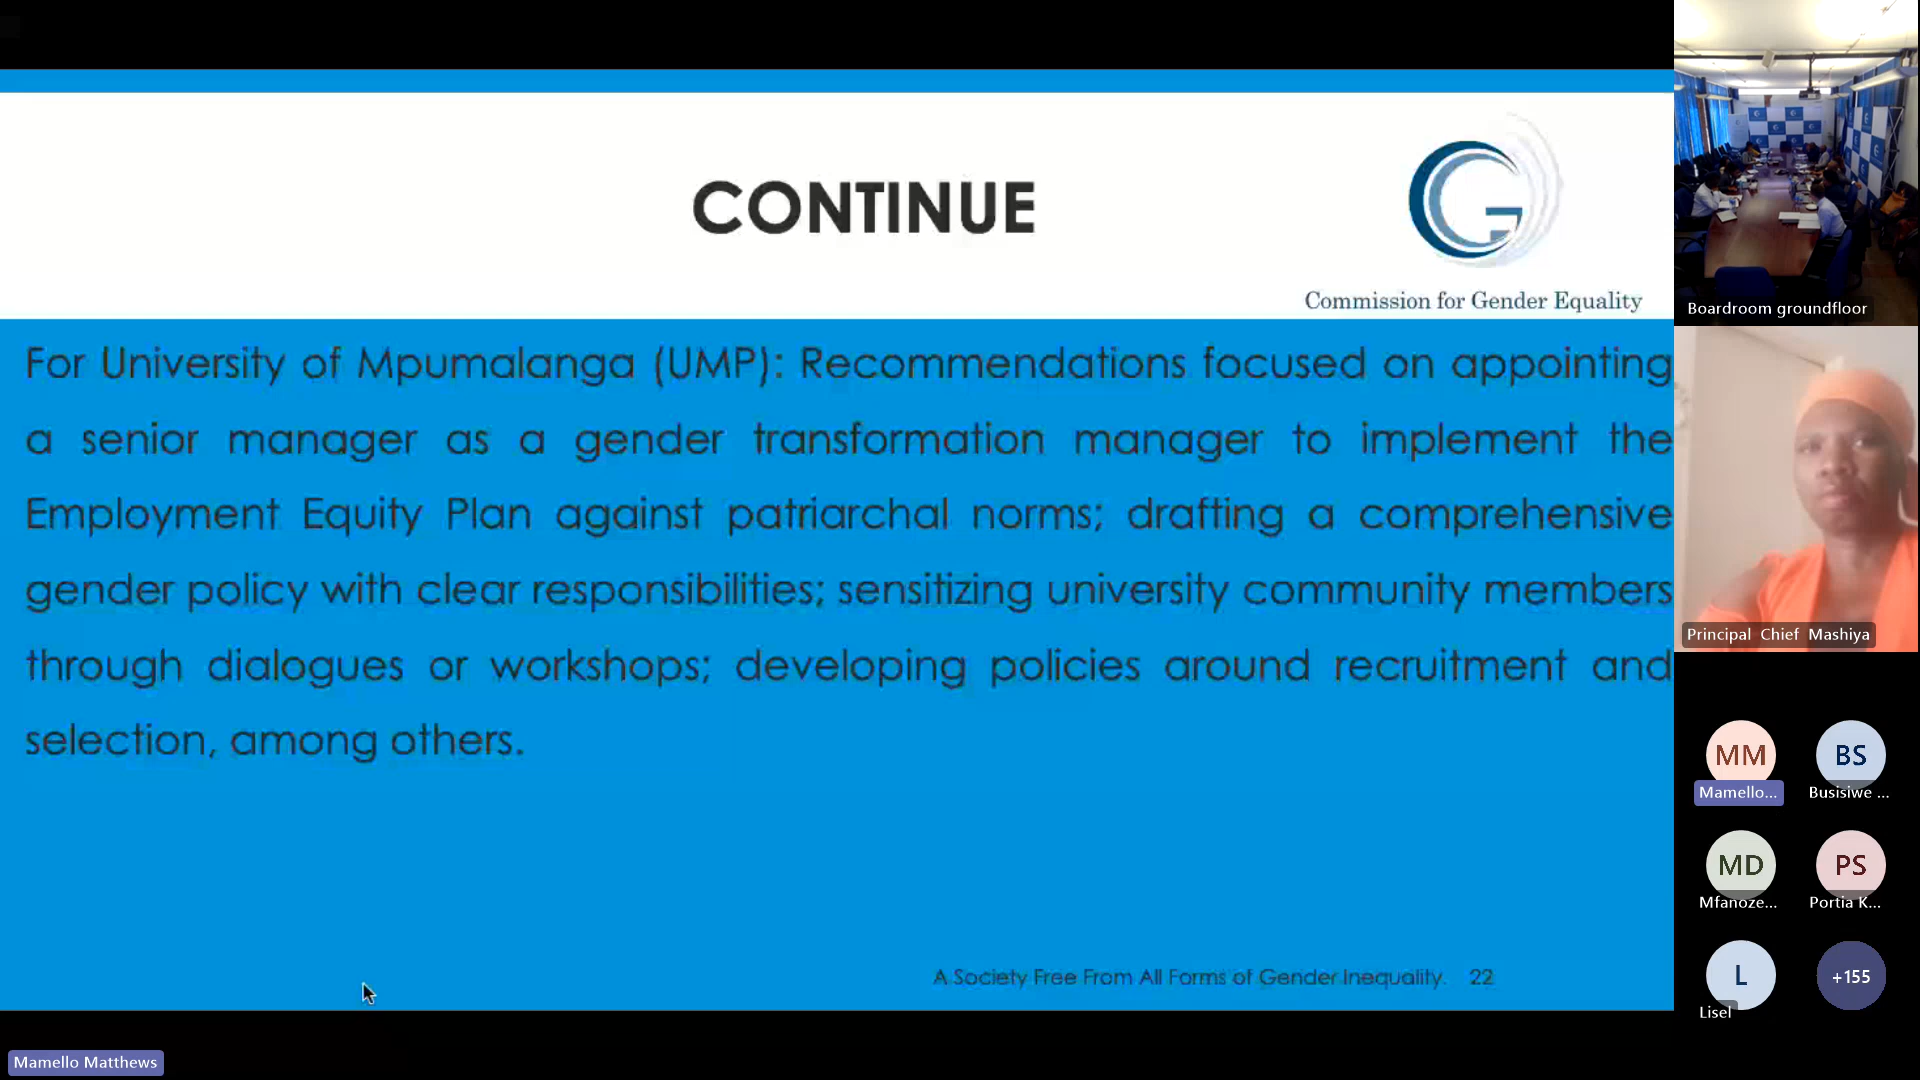 CONTINUE
Commission for Gender Equality
For University of Mpumalanga (UMP): Recommendations focused on appointing
a senior manager as a gender transformation manager to implement the
Employment Equity Plan against patriarchal norms; drafting a comprehensive
gender policy with clear responsibilities; sensitizing university community members
through dialogues or workshops; developing policies around recruitment and
selection, among others.
A Society Free From All Forms of Gender Inequality. 22
Mamello Matthews
Boardroom groundfloor
Principal Chief Mashiya
MM
Mamello...
BS
Busisiwe ...
MD
Mfanoze...
PS
Portia K...
L
Lisel
+155